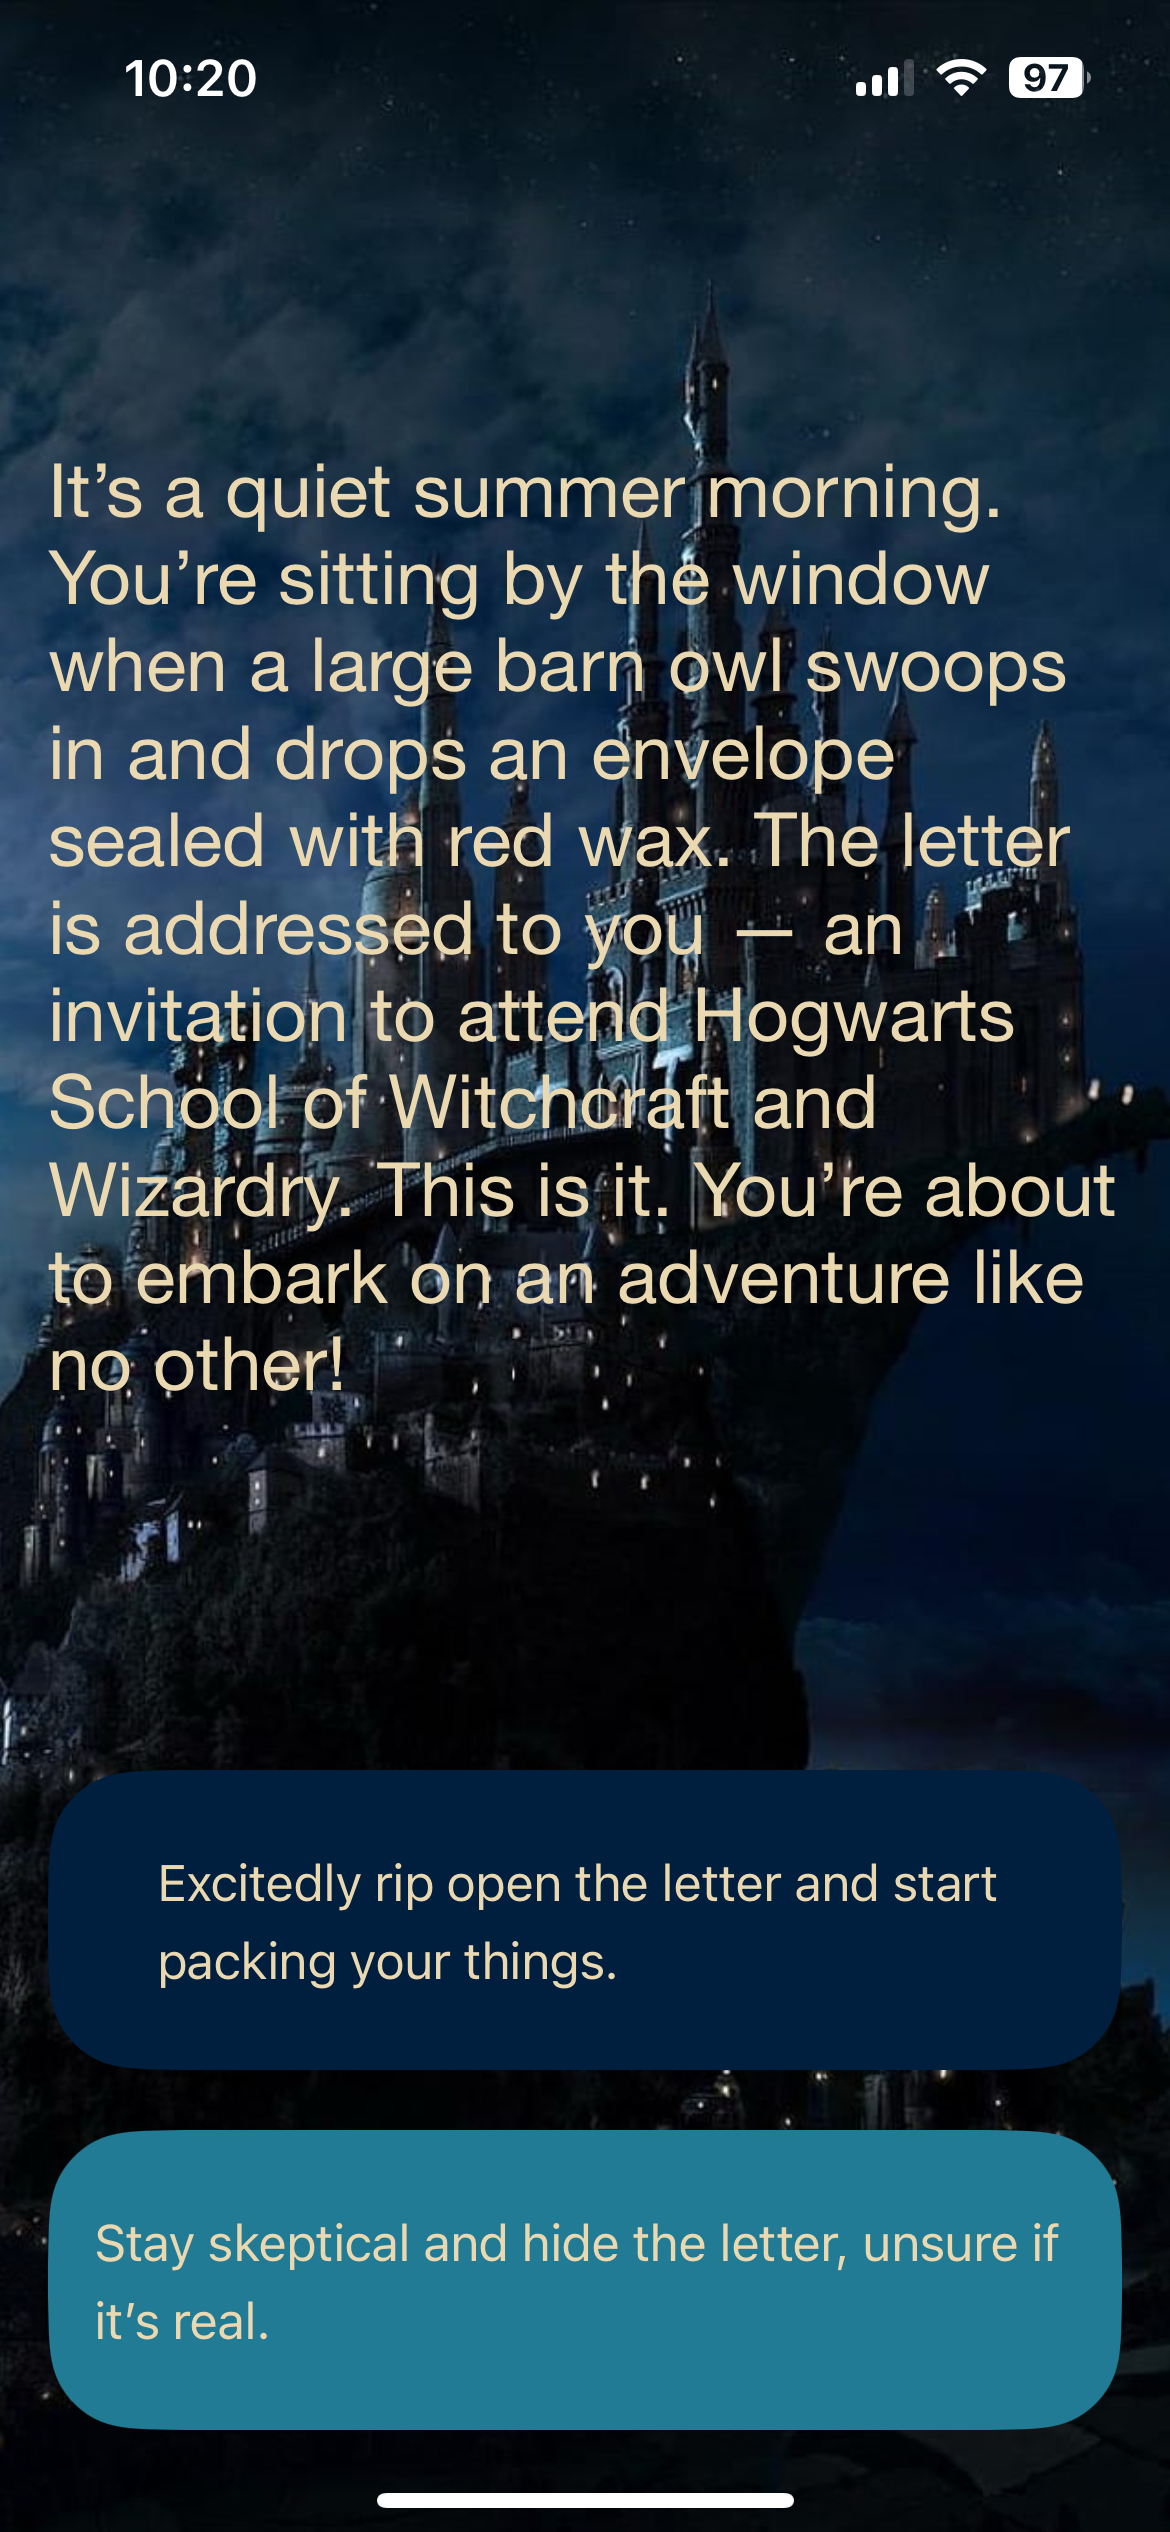 10:20
97
It’s a quiet summer morning.
You’re sitting by the window
when a large barn owl swoops
in and drops an envelope
sealed with red wax. The letter
is addressed to you — an
invitation to attend Hogwarts
School of Witchcraft and
Wizardry. This is it. You’re about
to embark on an adventure like
no other!
Excitedly rip open the letter and start
packing your things.
Stay skeptical and hide the letter, unsure if
it’s real.